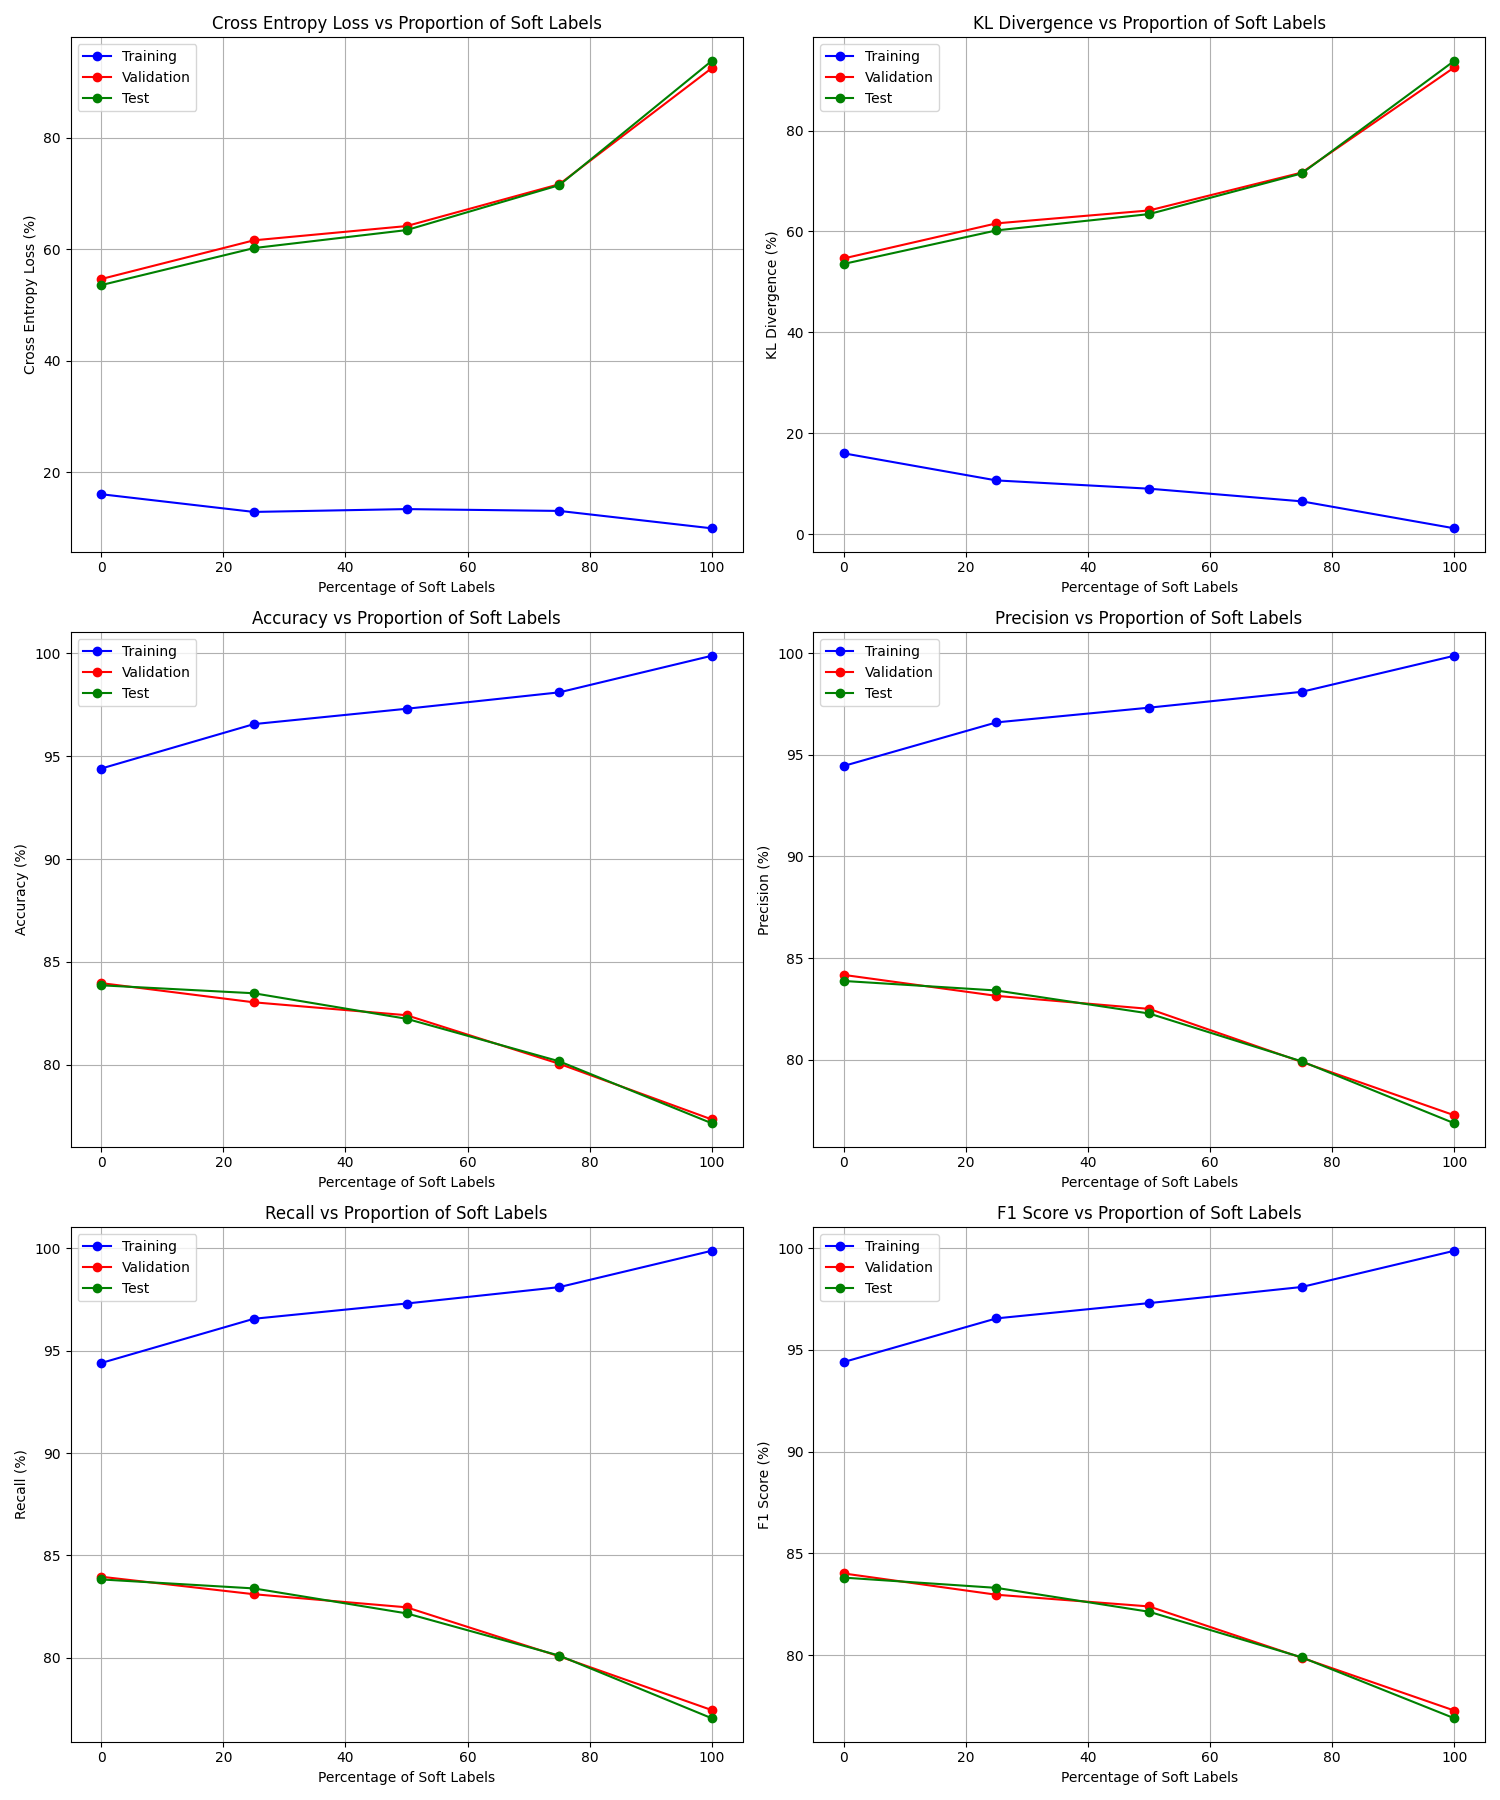 Cross Entropy Loss vs Proportion of Soft Labels
Training
Validation
Test
80
60
40
20
Cross Entropy Loss (%)
0 20 40 60 80 100
Percentage of Soft Labels
KL Divergence vs Proportion of Soft Labels
Training
Validation
Test
80
60
40
20
0
KL Divergence (%)
0 20 40 60 80 100
Percentage of Soft Labels
Accuracy vs Proportion of Soft Labels
Training
Validation
Test
100
95
90
85
80
Accuracy (%)
0 20 40 60 80 100
Percentage of Soft Labels
Precision vs Proportion of Soft Labels
Training
Validation
Test
100
95
90
85
80
Precision (%)
0 20 40 60 80 100
Percentage of Soft Labels
Recall vs Proportion of Soft Labels
Training
Validation
Test
100
95
90
85
80
Recall (%)
0 20 40 60 80 100
Percentage of Soft Labels
F1 Score vs Proportion of Soft Labels
Training
Validation
Test
100
95
90
85
80
F1 Score (%)
0 20 40 60 80 100
Percentage of Soft Labels